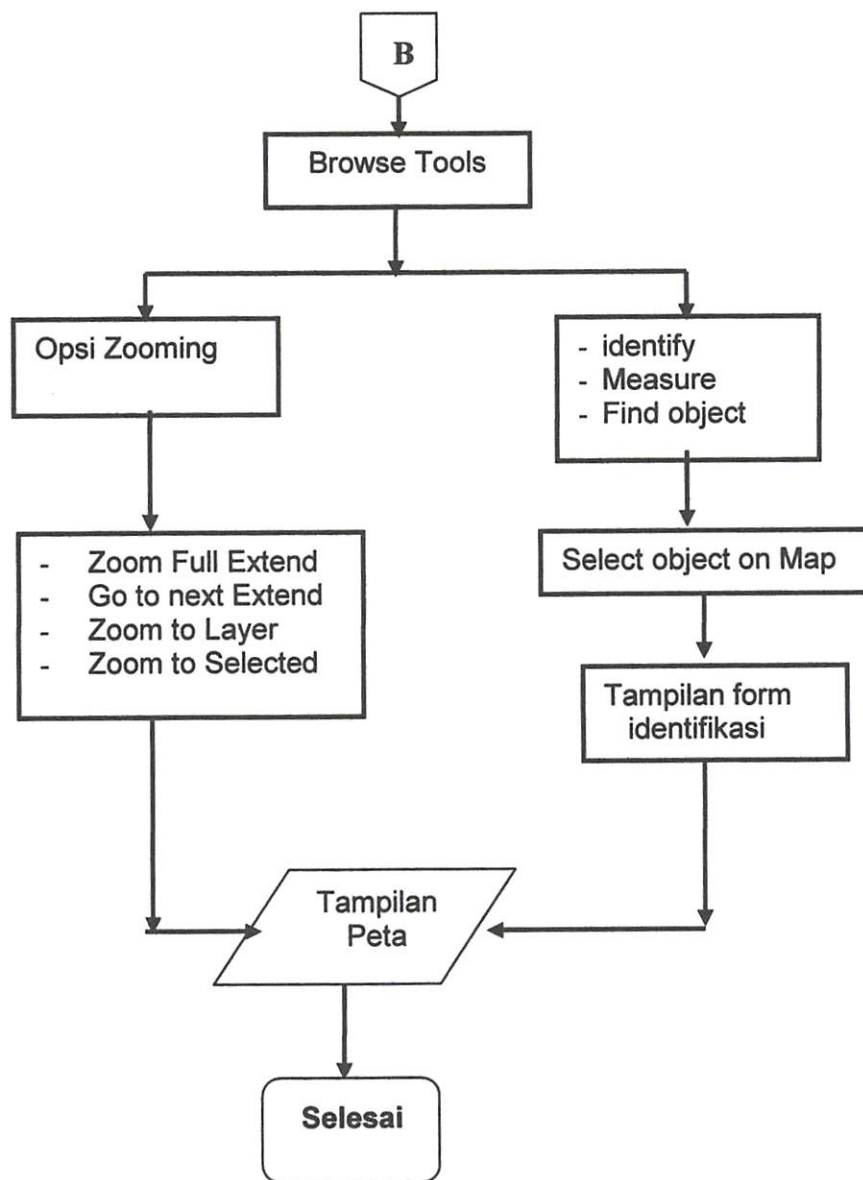 B
Browse Tools
Opsi Zooming
- identify
- Measure
- Find object
- Zoom Full Extend
- Go to next Extend
- Zoom to Layer
- Zoom to Selected
Select object on Map
Tampilan form
identifikasi
Tampilan
Peta
Selesai